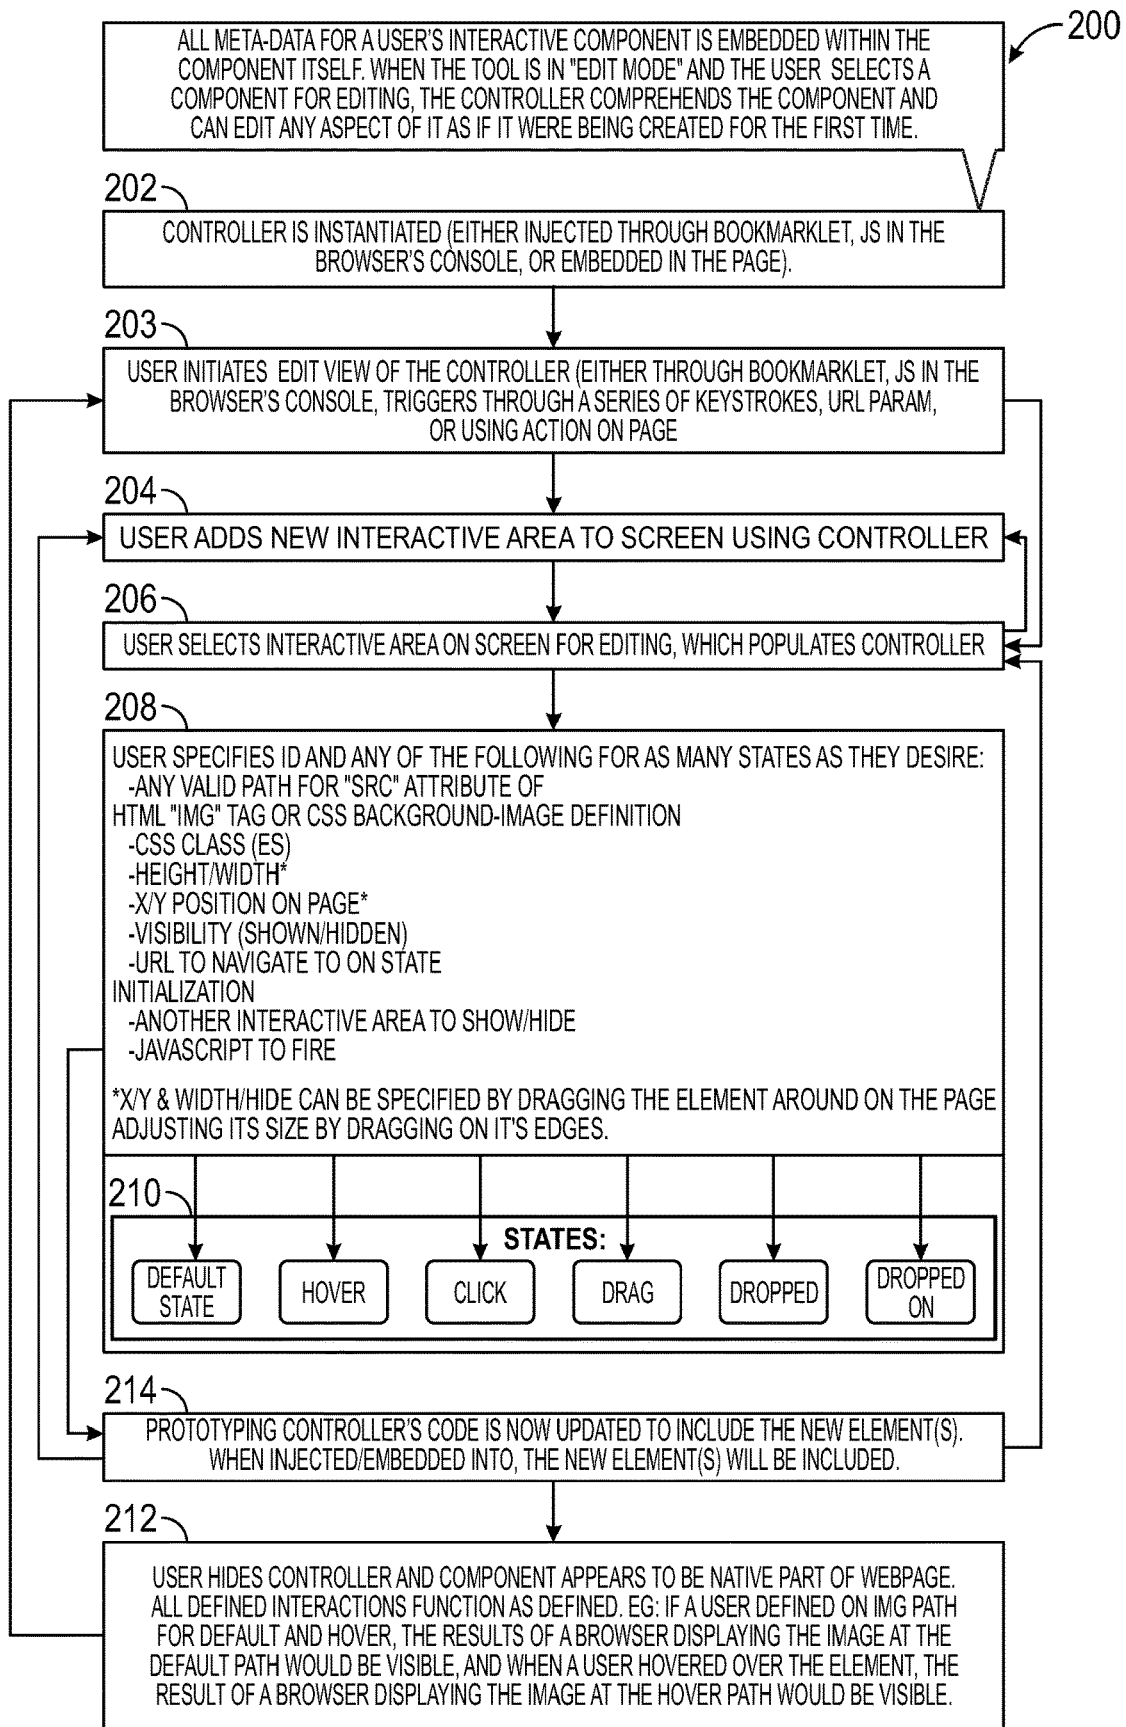 200
ALL META-DATA FOR A USER'S INTERACTIVE COMPONENT IS EMBEDDED WITHIN THE
COMPONENT ITSELF. WHEN THE TOOL IS IN "EDIT MODE" AND THE USER SELECTS A
COMPONENT FOR EDITING, THE CONTROLLER COMPREHENDS THE COMPONENT AND
CAN EDIT ANY ASPECT OF IT AS IF IT WERE BEING CREATED FOR THE FIRST TIME.
202
CONTROLLER IS INSTANTIATED (EITHER INJECTED THROUGH BOOKMARKLET, JS IN THE
BROWSER'S CONSOLE, OR EMBEDDED IN THE PAGE).
203
USER INITIATES EDIT VIEW OF THE CONTROLLER (EITHER THROUGH BOOKMARKLET, JS IN THE
BROWSER'S CONSOLE, TRIGGERS THROUGH A SERIES OF KEYSTROKES, URL PARAM,
OR USING ACTION ON PAGE
204
USER ADDS NEW INTERACTIVE AREA TO SCREEN USING CONTROLLER
206
USER SELECTS INTERACTIVE AREA ON SCREEN FOR EDITING, WHICH POPULATES CONTROLLER
208
USER SPECIFIES ID AND ANY OF THE FOLLOWING FOR AS MANY STATES AS THEY DESIRE:
-ANY VALID PATH FOR "SRC" ATTRIBUTE OF
HTML "IMG" TAG OR CSS BACKGROUND-IMAGE DEFINITION
-CSS CLASS (ES)
-HEIGHT/WIDTH*
-X/Y POSITION ON PAGE*
-VISIBILITY (SHOWN/HIDDEN)
-URL TO NAVIGATE TO ON STATE
INITIALIZATION
-ANOTHER INTERACTIVE AREA TO SHOW/HIDE
-JAVASCRIPT TO FIRE
*X/Y & WIDTH/HIDE CAN BE SPECIFIED BY DRAGGING THE ELEMENT AROUND ON THE PAGE
ADJUSTING ITS SIZE BY DRAGGING ON IT'S EDGES.
210
STATES:
DEFAULT
STATE
HOVER
CLICK
DRAG
DROPPED
DROPPED
ON
214
PROTOTYPING CONTROLLER'S CODE IS NOW UPDATED TO INCLUDE THE NEW ELEMENT(S).
WHEN INJECTED/EMBEDDED INTO, THE NEW ELEMENT(S) WILL BE INCLUDED.
212
USER HIDES CONTROLLER AND COMPONENT APPEARS TO BE NATIVE PART OF WEBPAGE.
ALL DEFINED INTERACTIONS FUNCTION AS DEFINED. EG: IF A USER DEFINED ON IMG PATH
FOR DEFAULT AND HOVER, THE RESULTS OF A BROWSER DISPLAYING THE IMAGE AT THE
DEFAULT PATH WOULD BE VISIBLE, AND WHEN A USER HOVERED OVER THE ELEMENT, THE
RESULT OF A BROWSER DISPLAYING THE IMAGE AT THE HOVER PATH WOULD BE VISIBLE.